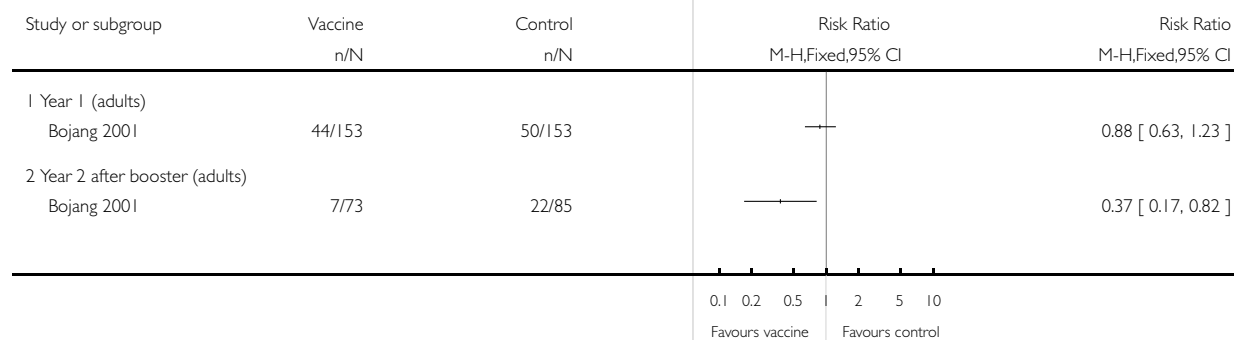 Study or subgroup Vaccine Control Risk Ratio Risk Ratio
n/N n/N M-H,Fixed,95% CI M-H,Fixed,95% CI
1 Year 1 (adults)
Bojang 2001 44/153 50/153 0.88 [ 0.63, 1.23 ]
2 Year 2 after booster (adults)
Bojang 2001 7/73 22/85 0.37 [ 0.17, 0.82 ]
0.1 0.2 0.5 1 2 5 10
Favours vaccine Favours control